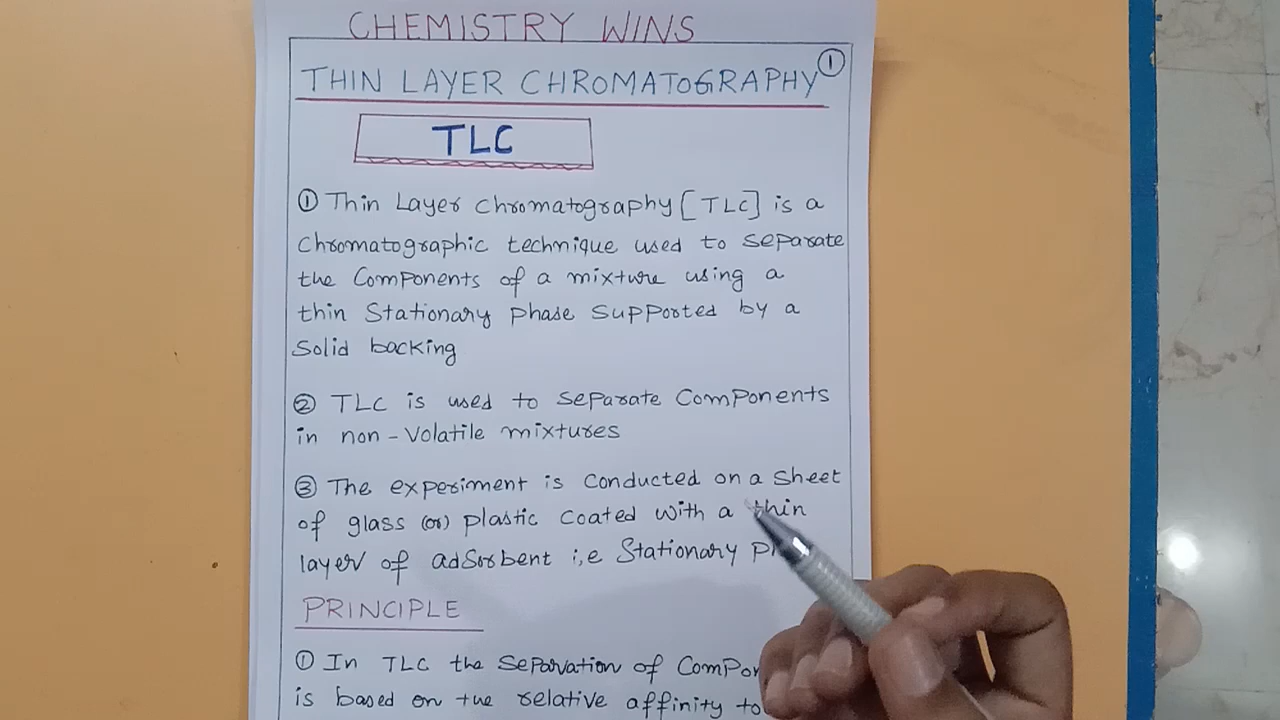 CHEMISTRY WINS
THIN LAYER CHROMATOGRAPHY ①
TLC
① Thin Layer chromatography [TLC] is a
Chromatographic technique used to separate
the Components of a mixture using a
thin Stationary phase supported by a
Solid backing
② TLC is used to separate Components
in non-Volatile mixtures
③ The experiment is conducted on a sheet
of glass (or) plastic coated with a thin
layer of adsorbent i,e Stationary
PRINCIPLE
① In TLC the separation of
is based on the relative affinity